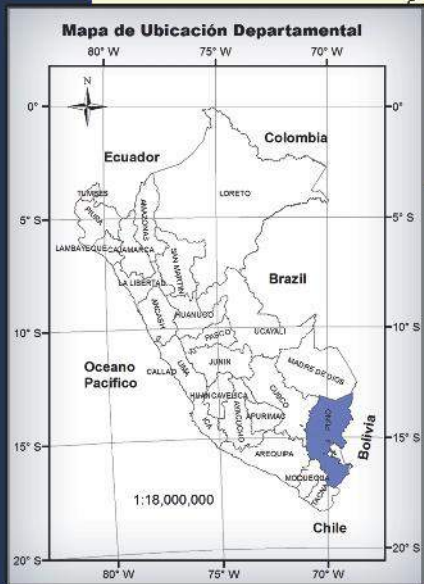 Mapa de Ubicación Departamental
80° W 75° W 70° W
N
0° 0°
Colombia
Ecuador
LORETO
TUMBES
PIURA
AMAZONAS
5° S 5° S
LAMBAYEQUE
CAJAMARCA
SAN MARTIN
Brazil
LA LIBERTAD
ANCASH
HUANUCO
10° S 10° S
PASCO
UCAYALI
Oceano
Pacífico
CALLAO
LIMA
JUNIN
MADRE DE DIOS
HUANCAVELICA
CUSCO
ICA
AYACUCHO
APURIMAC
PUNO
Bolivia
15° S 15° S
AREQUIPA
MOQUEGUA
TACNA
1:18,000,000
Chile
20° S 20° S
80° W 75° W 70° W